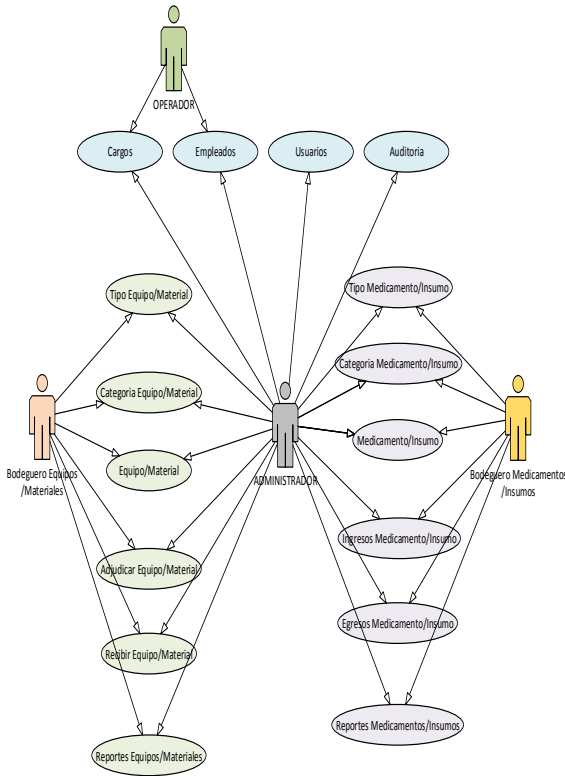 OPERADOR
Cargos
Empleados
Usuarios
Auditoria
Tipo Equipo/Material
Tipo Medicamento/Insumo
Categoria Equipo/Material
Categoria Medicamento/Insumo
Equipo/Material
Medicamento/Insumo
Bodeguero Equipos
/Materiales
ADMINISTRADOR
Bodeguero Medicamentos
/Insumos
Adjudicar Equipo/Material
Ingresos Medicamento/Insumo
Recibir Equipo/Material
Egresos Medicamento/Insumo
Reportes Equipos/Materiales
Reportes Medicamentos/Insumos